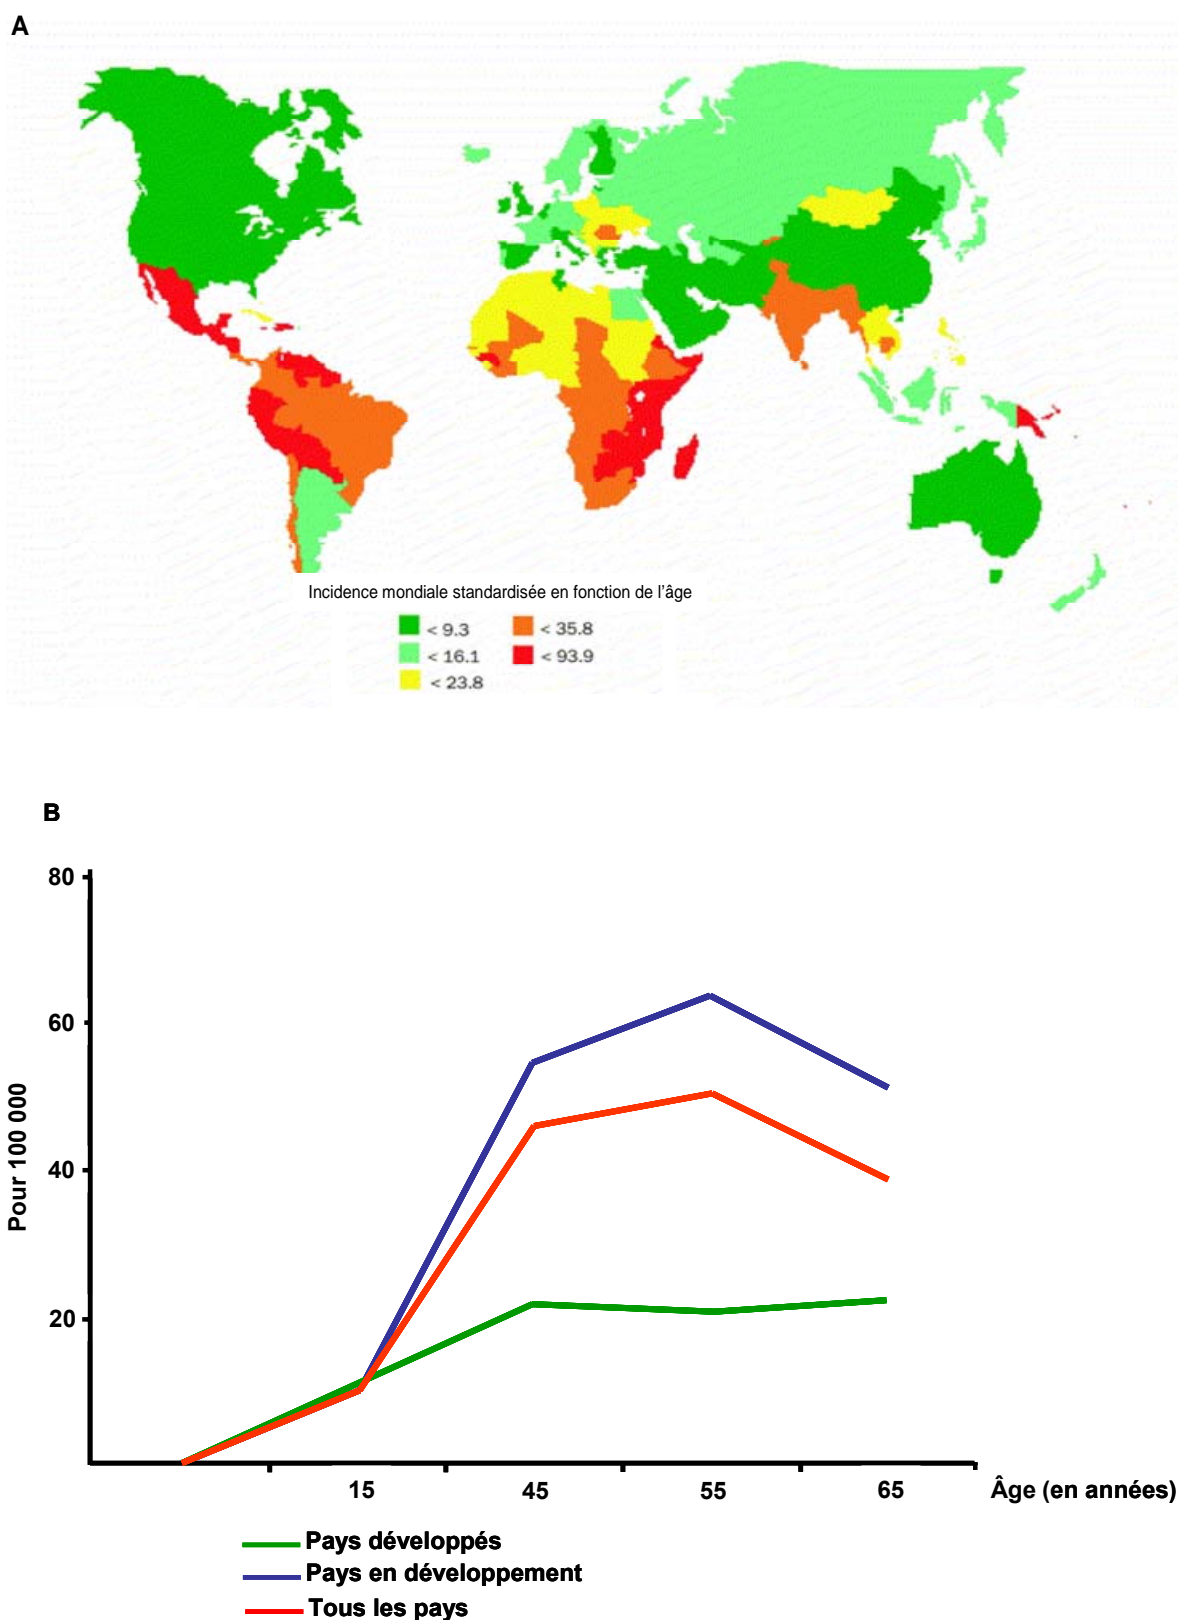 A
Incidence mondiale standardisée en fonction de l’âge
< 9.3
< 35.8
< 16.1
< 93.9
< 23.8
B
80
60
40
20
Pour 100 000
15 45 55 65 Âge (en années)
Pays développés
Pays en développement
Tous les pays